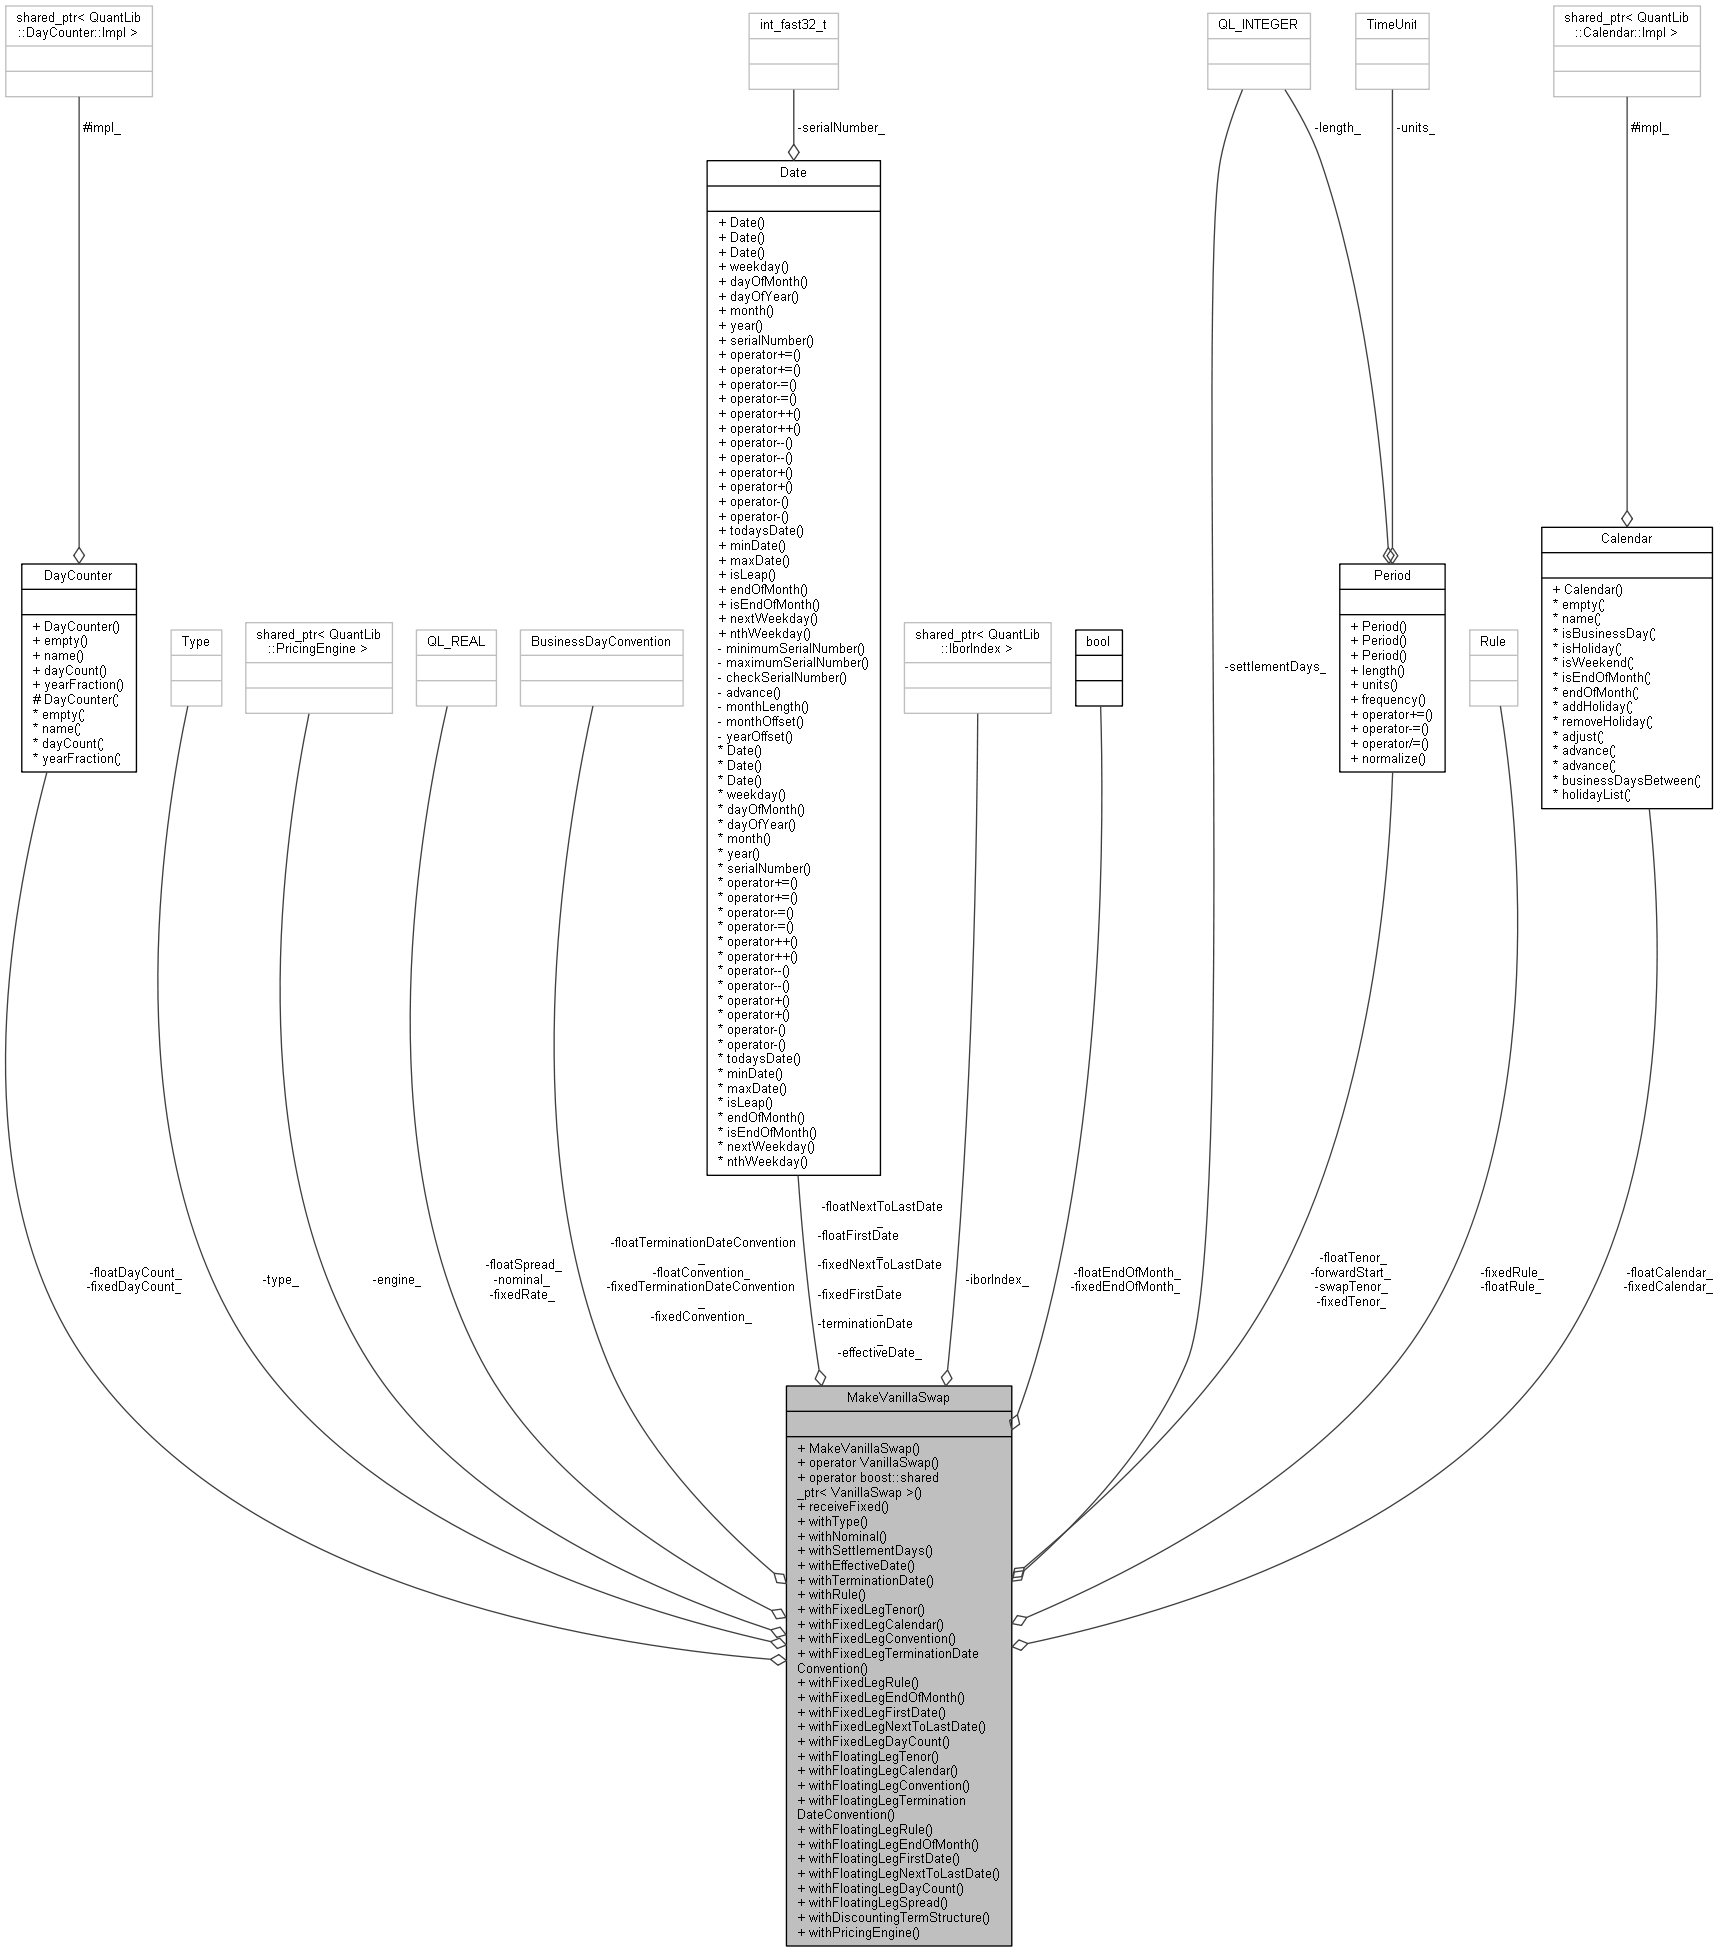 shared_ptr< QuantLib
::DayCounter::Impl >
int_fast32_t
QL_INTEGER
TimeUnit
shared_ptr< QuantLib
::Calendar::Impl >
#impl_
-serialNumber_
-length_
-units_
#impl_
Date
+ Date()
+ Date()
+ Date()
+ weekday()
+ dayOfMonth()
+ dayOfYear()
+ month()
+ year()
+ serialNumber()
+ operator+=()
+ operator+=()
+ operator-=()
+ operator-=()
+ operator++()
+ operator++()
+ operator--()
+ operator--()
+ operator+()
+ operator+()
+ operator-()
+ operator-()
+ todaysDate()
+ minDate()
+ maxDate()
+ isLeap()
+ endOfMonth()
+ isEndOfMonth()
+ nextWeekday()
+ nthWeekday()
- minimumSerialNumber()
- maximumSerialNumber()
- checkSerialNumber()
- advance()
- monthLength()
- monthOffset()
- yearOffset()
* Date()
* Date()
* Date()
* weekday()
* dayOfMonth()
* dayOfYear()
* month()
* year()
* serialNumber()
* operator+=()
* operator+=()
* operator-=()
* operator-=()
* operator++()
* operator++()
* operator--()
* operator--()
* operator+()
* operator+()
* operator-()
* operator-()
* todaysDate()
* minDate()
* maxDate()
* isLeap()
* endOfMonth()
* isEndOfMonth()
* nextWeekday()
* nthWeekday()
DayCounter
+ DayCounter()
+ empty()
+ name()
+ dayCount()
+ yearFraction()
# DayCounter()
* empty()
* name()
* dayCount()
* yearFraction()
Type
shared_ptr< QuantLib
::PricingEngine >
QL_REAL
BusinessDayConvention
shared_ptr< QuantLib
::IborIndex >
bool
-settlementDays_
Period
+ Period()
+ Period()
+ Period()
+ length()
+ units()
+ frequency()
+ operator+=()
+ operator-=()
+ operator/=()
+ normalize()
Rule
Calendar
+ Calendar()
* empty()
* name()
* isBusinessDay()
* isHoliday()
* isWeekend()
* isEndOfMonth()
* endOfMonth()
* addHoliday()
* removeHoliday()
* adjust()
* advance()
* advance()
* businessDaysBetween()
* holidayList()
-floatDayCount_
-fixedDayCount_
-type_
-engine_
-floatSpread_
-nominal_
-fixedRate_
-floatTerminationDateConvention
_
-floatConvention_
-fixedTerminationDateConvention
_
-fixedConvention_
-floatNextToLastDate
_
-floatFirstDate
_
-fixedNextToLastDate
_
-fixedFirstDate
_
-terminationDate
_
-effectiveDate_
-iborIndex_
-floatEndOfMonth_
-fixedEndOfMonth_
-floatTenor_
-forwardStart_
-swapTenor_
-fixedTenor_
-fixedRule_
-floatRule_
-floatCalendar_
-fixedCalendar_
MakeVanillaSwap
+ MakeVanillaSwap()
+ operator VanillaSwap()
+ operator boost::shared
_ptr< VanillaSwap >()
+ receiveFixed()
+ withType()
+ withNominal()
+ withSettlementDays()
+ withEffectiveDate()
+ withTerminationDate()
+ withRule()
+ withFixedLegTenor()
+ withFixedLegCalendar()
+ withFixedLegConvention()
+ withFixedLegTerminationDate
Convention()
+ withFixedLegRule()
+ withFixedLegEndOfMonth()
+ withFixedLegFirstDate()
+ withFixedLegNextToLastDate()
+ withFixedLegDayCount()
+ withFloatingLegTenor()
+ withFloatingLegCalendar()
+ withFloatingLegConvention()
+ withFloatingLegTermination
DateConvention()
+ withFloatingLegRule()
+ withFloatingLegEndOfMonth()
+ withFloatingLegFirstDate()
+ withFloatingLegNextToLastDate()
+ withFloatingLegDayCount()
+ withFloatingLegSpread()
+ withDiscountingTermStructure()
+ withPricingEngine()